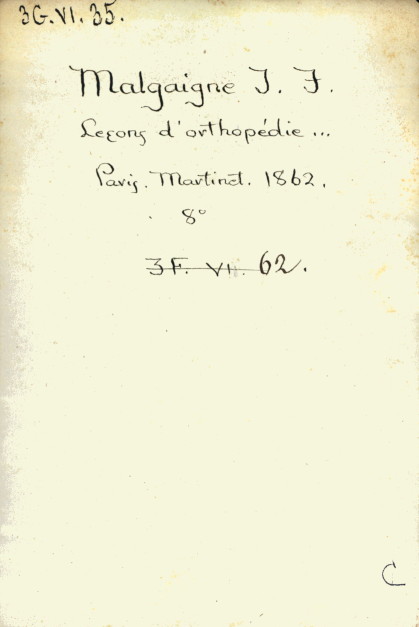 3G.VI.35.
Malgaigne J. F.
Leçons d'orthopédie ...
Paris. Martinet. 1862.
8°
3F. VI. 62.
C